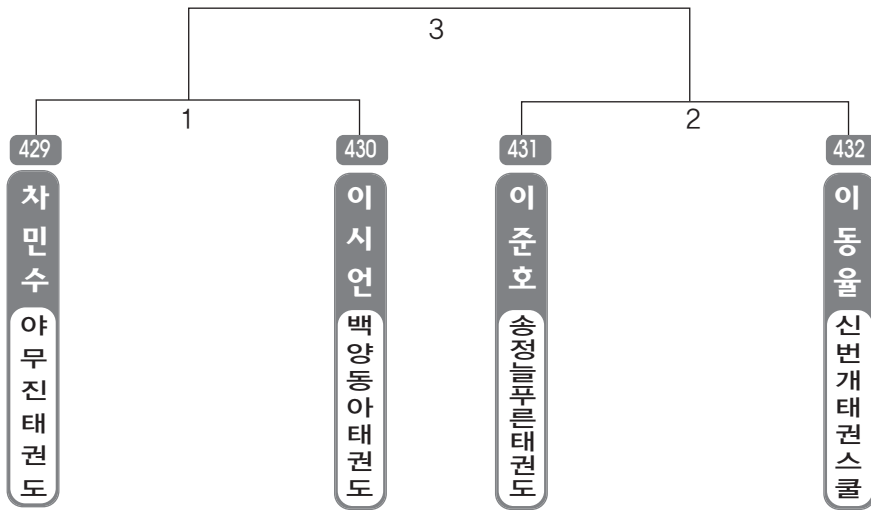 3
1
2
429
430
431
432
차민수
이시언
이준호
이동율
야무진태권도
백양동아태권도
송정늘푸른태권도
신번개태권스쿨